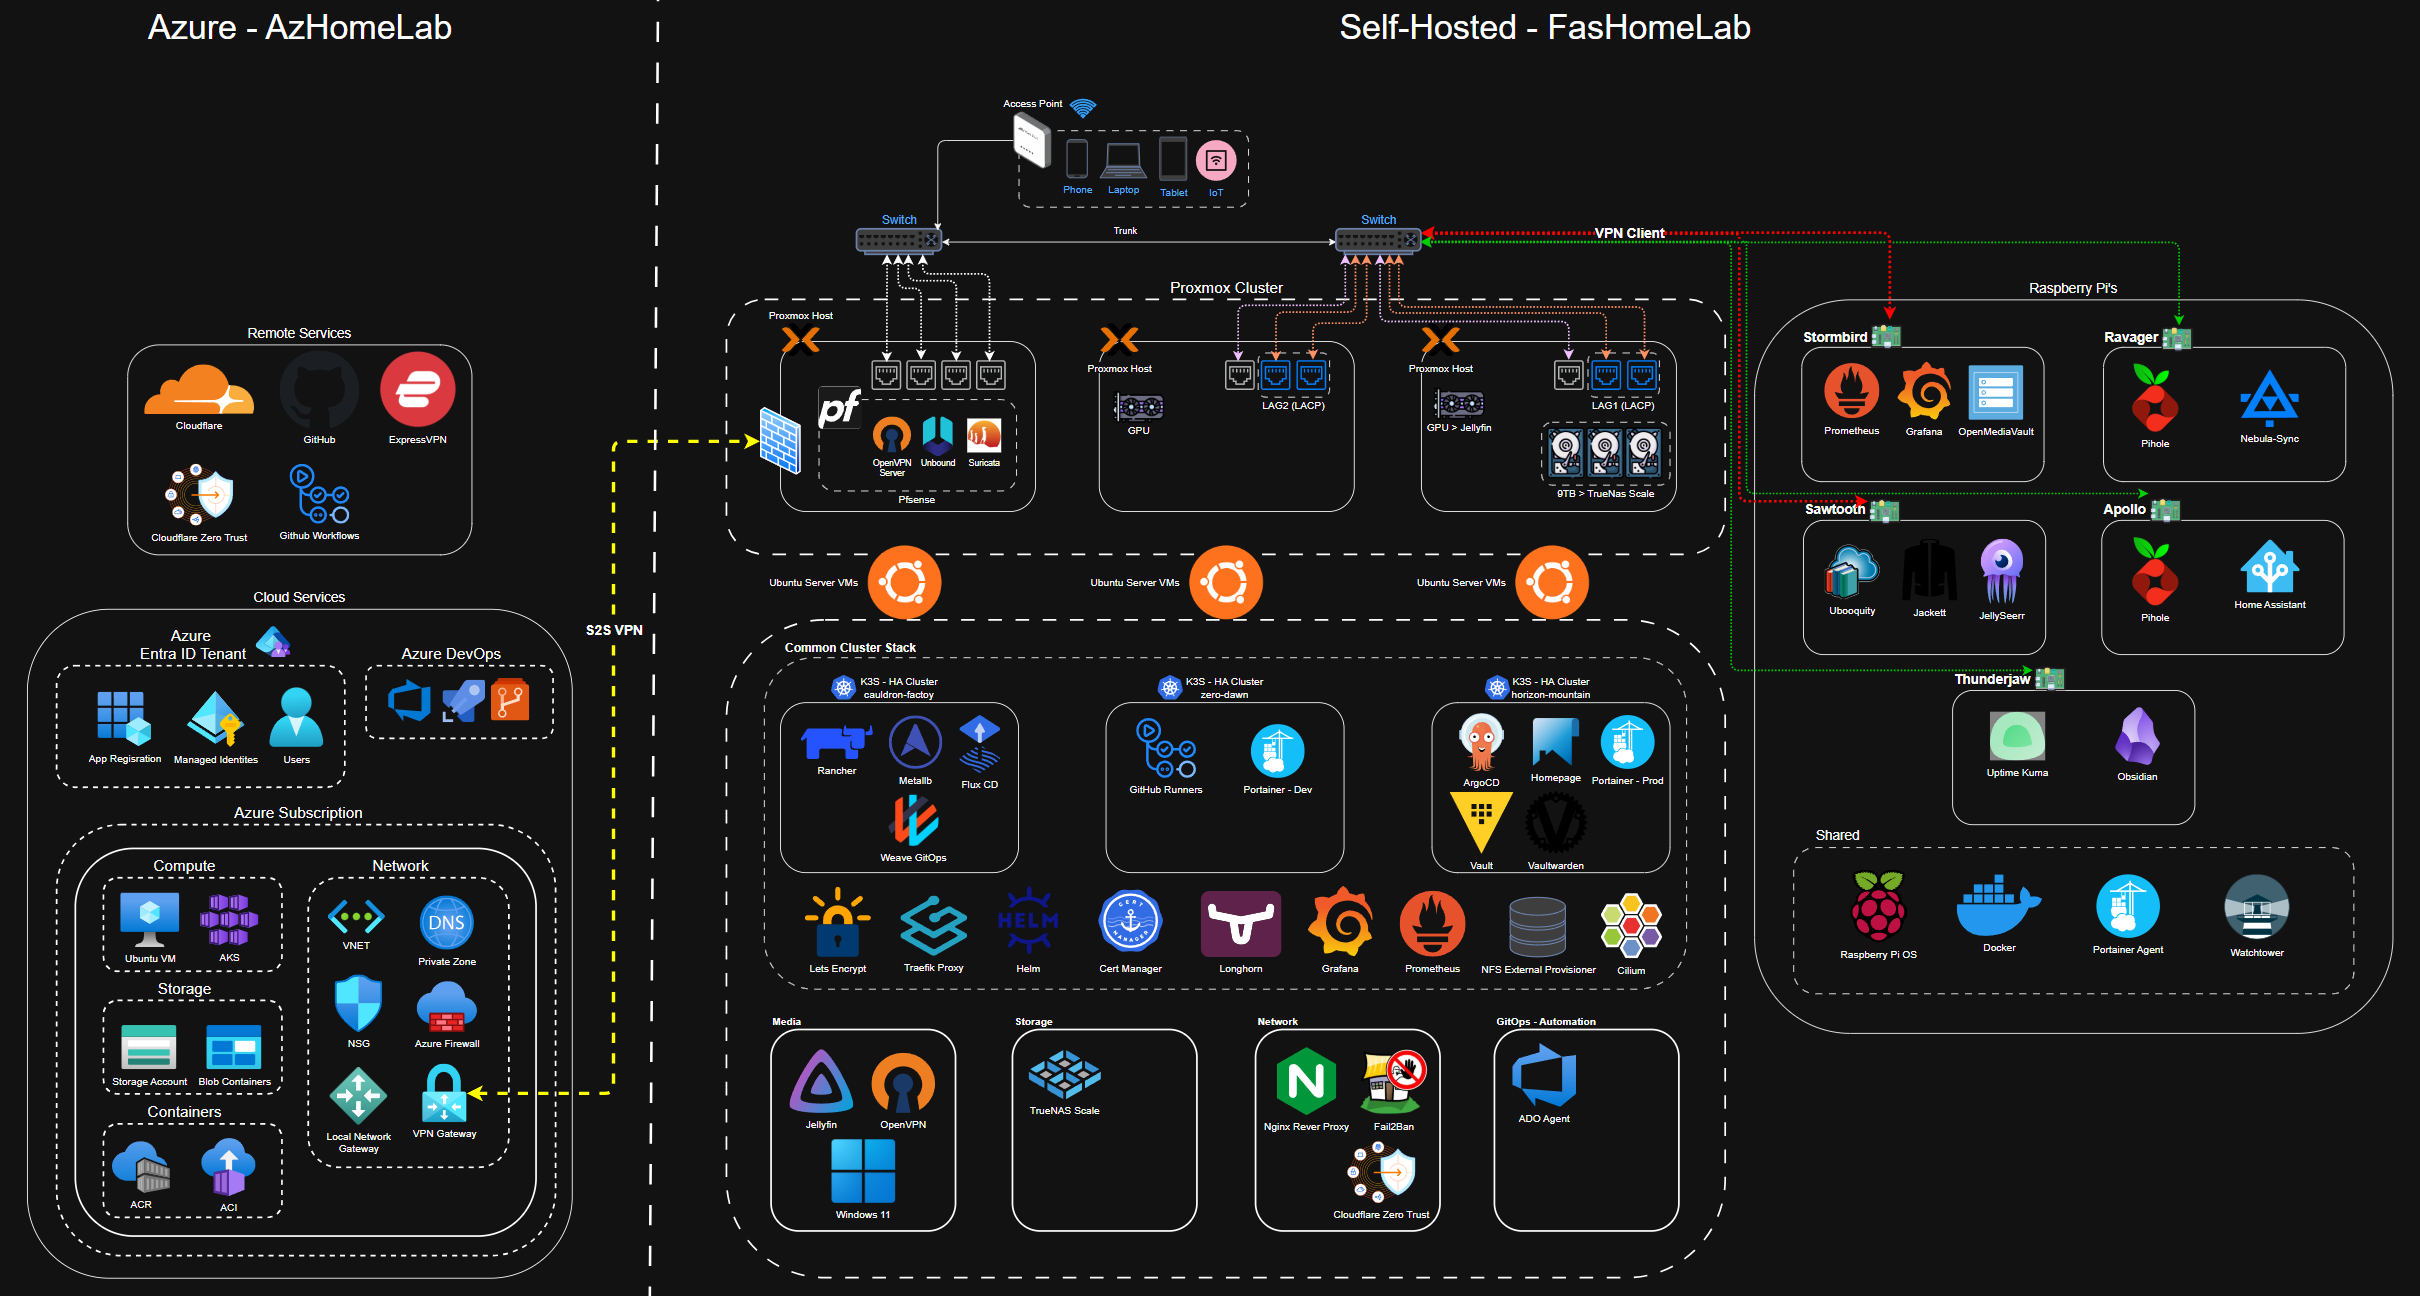 Azure - AzHomeLab
Self-Hosted - FasHomeLab
Access Point
Phone
Laptop
Tablet
IoT
Switch
Trunk
Switch
VPN Client
Remote Services
Cloudflare
GitHub
ExpressVPN
Cloudflare Zero Trust
Github Workflows
Cloud Services
Azure
Entra ID Tenant
App Regisration
Managed Identites
Users
Azure DevOps
Azure Subscription
Compute
Ubuntu VM
AKS
Storage
Storage Account
Blob Containers
Containers
ACR
ACI
Network
VNET
DNS
Private Zone
NSG
Azure Firewall
Local Network
Gateway
VPN Gateway
S2S VPN
Proxmox Cluster
Proxmox Host
pf
OpenVPN
Server
Unbound
Suricata
Pfsense
Proxmox Host
GPU
LAG2 (LACP)
Proxmox Host
GPU > Jellyfin
LAG1 (LACP)
9TB > TrueNas Scale
Ubuntu Server VMs
Ubuntu Server VMs
Ubuntu Server VMs
Common Cluster Stack
K3S - HA Cluster
cauldron-factoy
Rancher
Metallb
Flux CD
Weave GitOps
K3S - HA Cluster
zero-dawn
GitHub Runners
Portainer - Dev
K3S - HA Cluster
horizon-mountain
ArgoCD
Homepage
Portainer - Prod
Vault
Vaultwarden
Lets Encrypt
Traefik Proxy
HELM
Helm
CERT
MANAGER
Cert Manager
Longhorn
Grafana
Prometheus
NFS External Provisioner
Cilium
Media
Jellyfin
OpenVPN
Windows 11
Storage
TrueNAS Scale
Network
N
Nginx Rever Proxy
Fail2Ban
Cloudflare Zero Trust
GitOps - Automation
ADO Agent
Raspberry Pi's
Stormbird
Prometheus
Grafana
OpenMediaVault
Ravager
Pihole
Nebula-Sync
Sawtooth
Ubooquity
Jackett
JellySeerr
Apollo
Pihole
Home Assistant
Thunderjaw
Uptime Kuma
Obsidian
Shared
Raspberry Pi OS
Docker
Portainer Agent
Watchtower